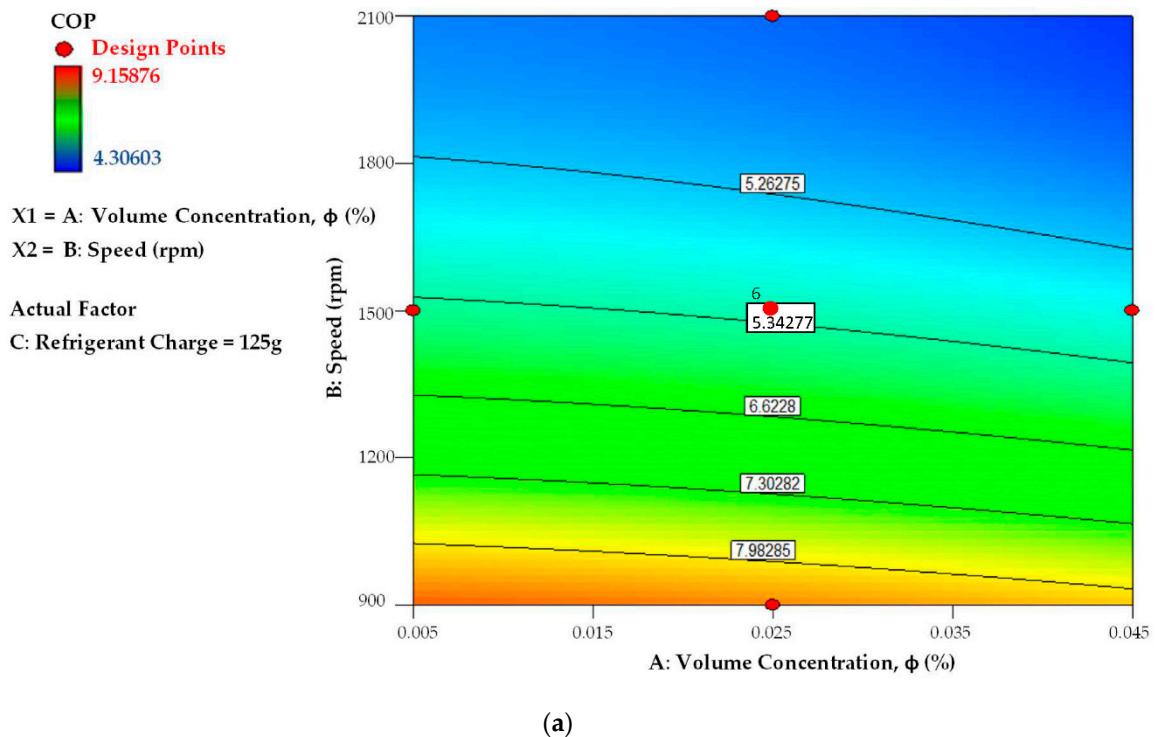 COP
Design Points
9.15876
4.30603
X1 = A: Volume Concentration, ϕ (%)
X2 = B: Speed (rpm)
Actual Factor
C: Refrigerant Charge = 125g
B: Speed (rpm)
2100
1800
1500
1200
900
5.26275
6
5.34277
6.6228
7.30282
7.98285
0.005
0.015
0.025
0.035
0.045
A: Volume Concentration, ϕ (%)
(a)